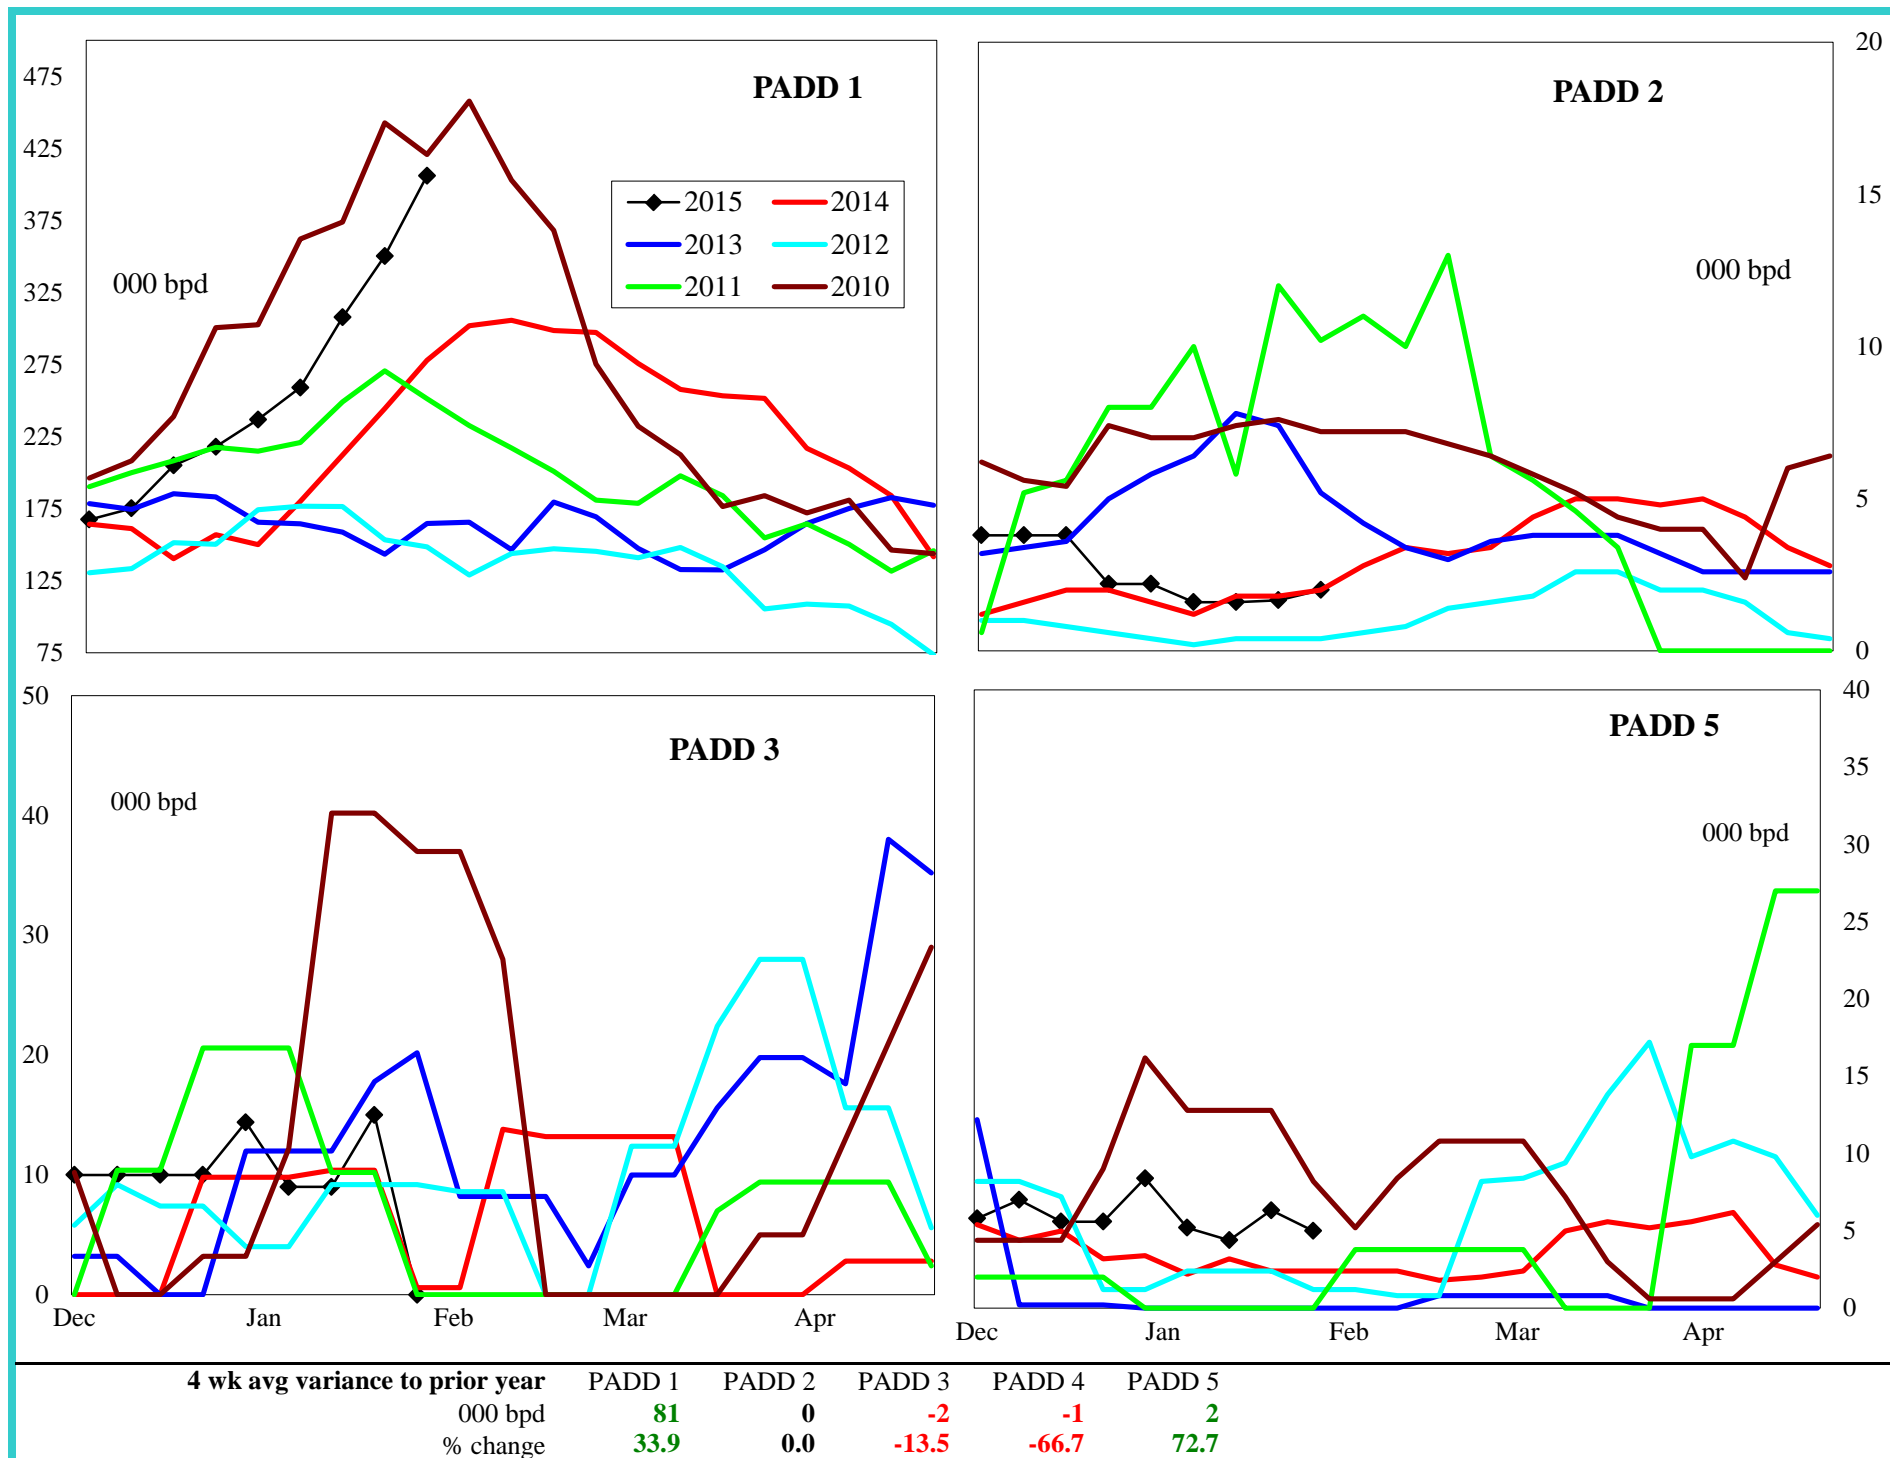 PADD 1
475
425
375
325
275
225
175
125
75
000 bpd
2015 2014
2013 2012
2011 2010
PADD 2
20
15
10
5
0
000 bpd
PADD 3
50
40
30
20
10
0
000 bpd
Dec Jan Feb Mar Apr
PADD 5
40
35
30
25
20
15
10
5
0
000 bpd
Dec Jan Feb Mar Apr
4 wk avg variance to prior year PADD 1 PADD 2 PADD 3 PADD 4 PADD 5
000 bpd 81 0 -2 -1 2
% change 33.9 0.0 -13.5 -66.7 72.7